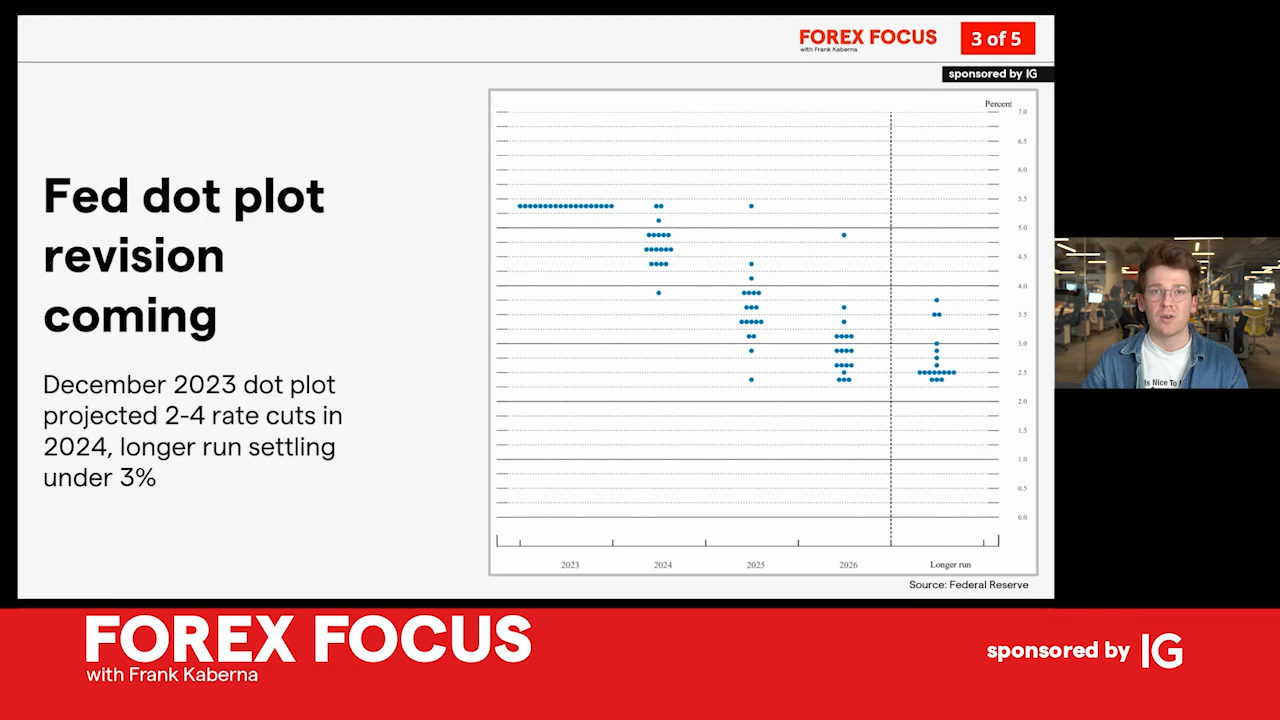 FOREX FOCUS
with Frank Kaberna
3 of 5
sponsored by IG
Fed dot plot
revision
coming
December 2023 dot plot
projected 2-4 rate cuts in
2024, longer run settling
under 3%
Percent
7.0
6.5
6.0
5.5
5.0
4.5
4.0
3.5
3.0
2.5
2.0
1.5
1.0
0.5
0.0
2023 2024 2025 2026 Longer run
Source: Federal Reserve
Is Nice To
FOREX FOCUS
with Frank Kaberna
sponsored by IG